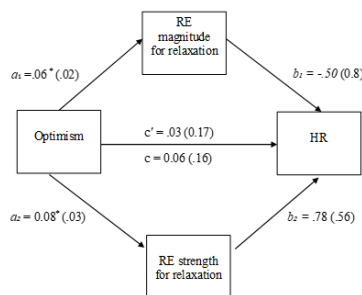 RE
magnitude
for relaxation
a₁=.06* (.02)
b₁ = -.50 (0.8)
Optimism
c′ = .03 (0.17)
c = 0.06 (.16)
HR
a₂ = 0.08* (.03)
b₂ = .78 (.56)
RE strength
for relaxation